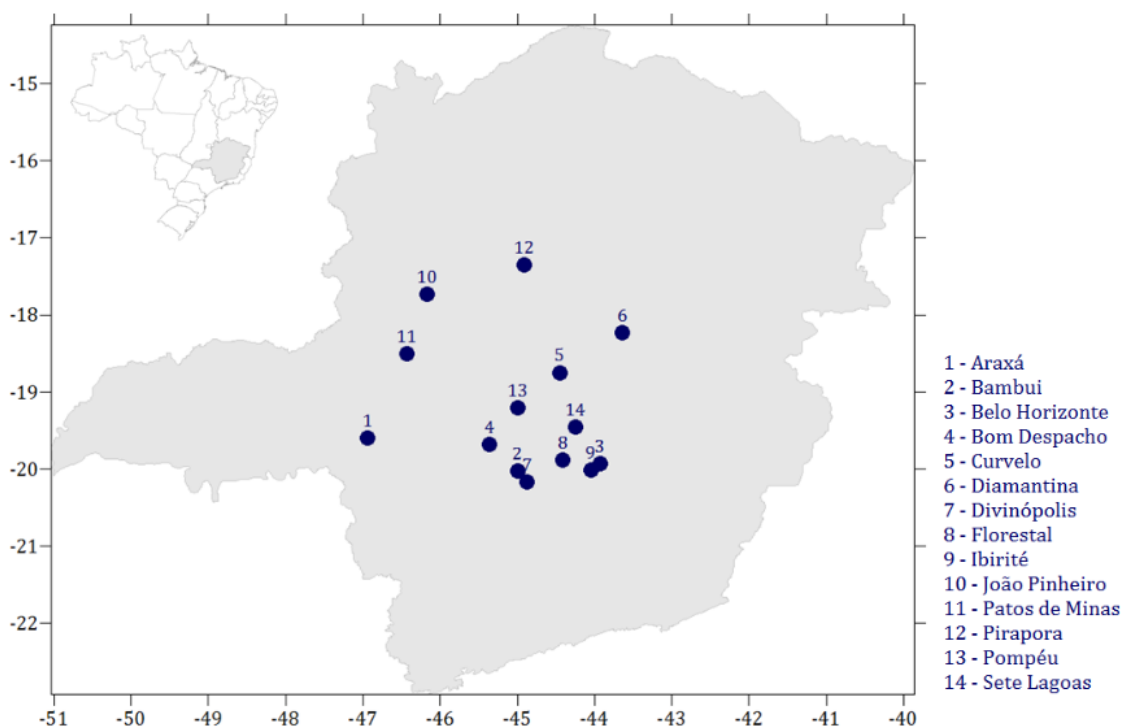 -51 -50 -49 -48 -47 -46 -45 -44 -43 -42 -41 -40
-15
-16
-17
-18
-19
-20
-21
-22
12
10
6
11
5
13
14
1
4
8
3
2
9
7
1 - Araxá
2 - Bambui
3 - Belo Horizonte
4 - Bom Despacho
5 - Curvelo
6 - Diamantina
7 - Divinópolis
8 - Florestal
9 - Ibirité
10 - João Pinheiro
11 - Patos de Minas
12 - Pirapora
13 - Pompéu
14 - Sete Lagoas